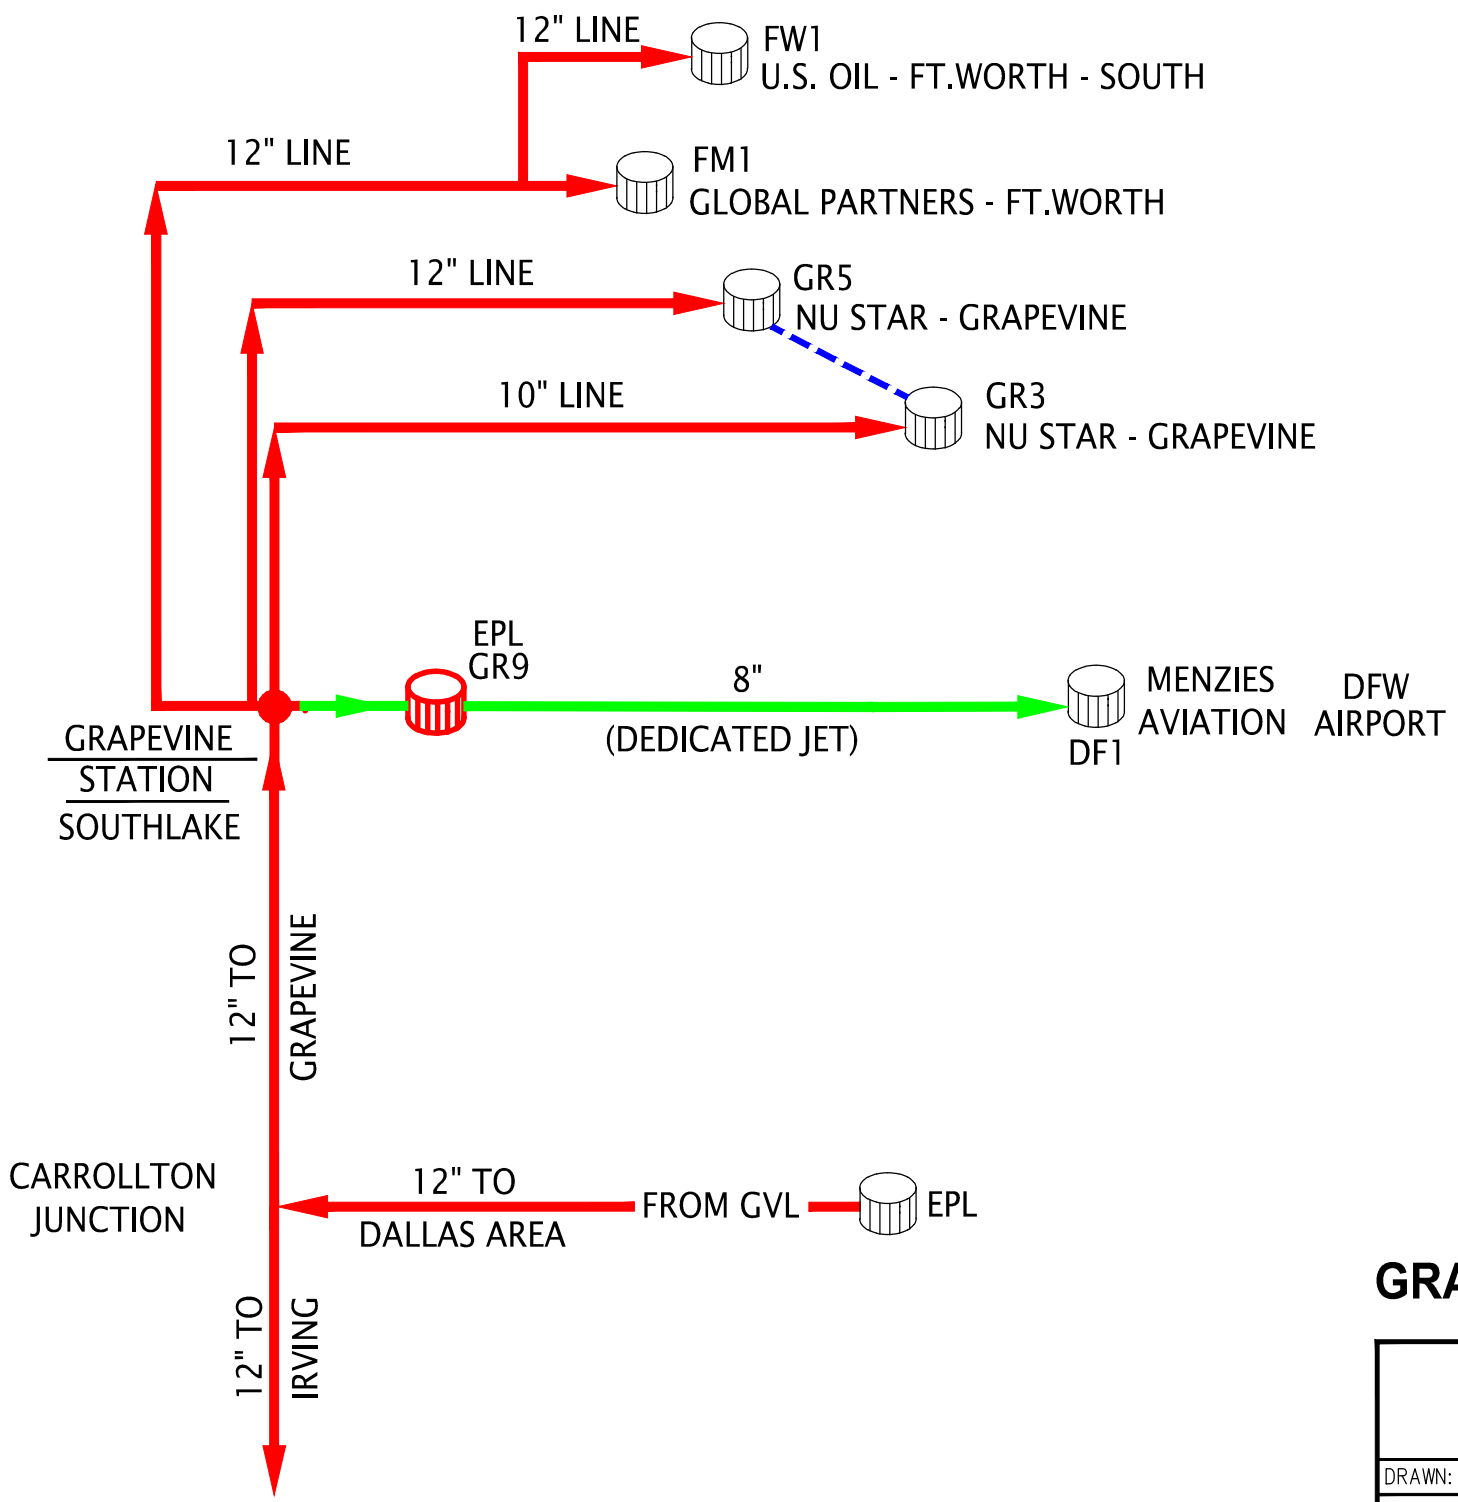 12" LINE
FW1
U.S. OIL - FT.WORTH - SOUTH
12" LINE
FM1
GLOBAL PARTNERS - FT.WORTH
12" LINE
GR5
NU STAR - GRAPEVINE
10" LINE
GR3
NU STAR - GRAPEVINE
EPL
GR9
8"
(DEDICATED JET)
MENZIES
AVIATION
DF1
DFW
AIRPORT
GRAPEVINE
STATION
SOUTHLAKE
12" TO
GRAPEVINE
CARROLLTON
JUNCTION
12" TO
DALLAS AREA
FROM GVL
EPL
12" TO
IRVING
GRA
DRAWN: